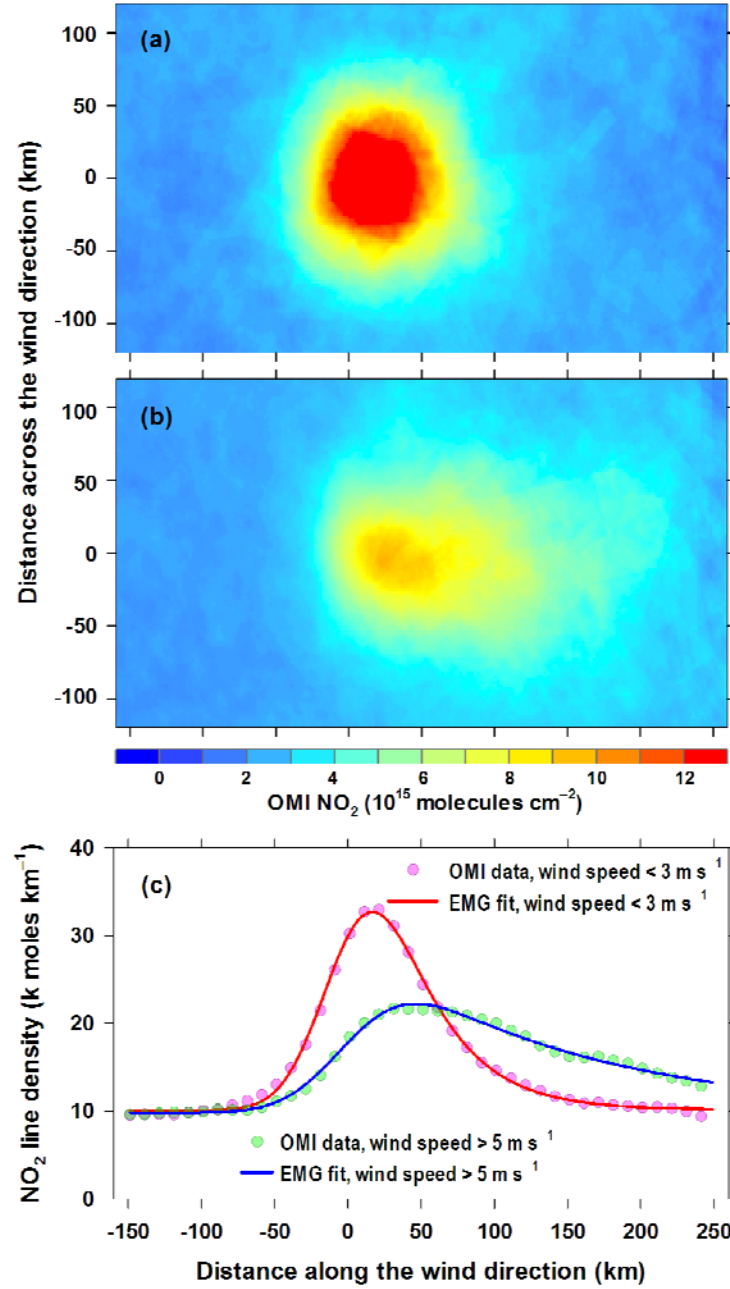 (a)
100
50
0
-50
-100
Distance across the wind direction (km)
(b)
100
50
0
-50
-100
0 2 4 6 8 10 12
OMI NO₂ (10¹⁵ molecules cm⁻²)
40
30
20
10
0
NO₂ line density (k moles km⁻¹)
(c)
OMI data, wind speed < 3 m s ¹
EMG fit, wind speed < 3 m s ¹
OMI data, wind speed > 5 m s ¹
EMG fit, wind speed > 5 m s ¹
-150 -100 -50 0 50 100 150 200 250
Distance along the wind direction (km)